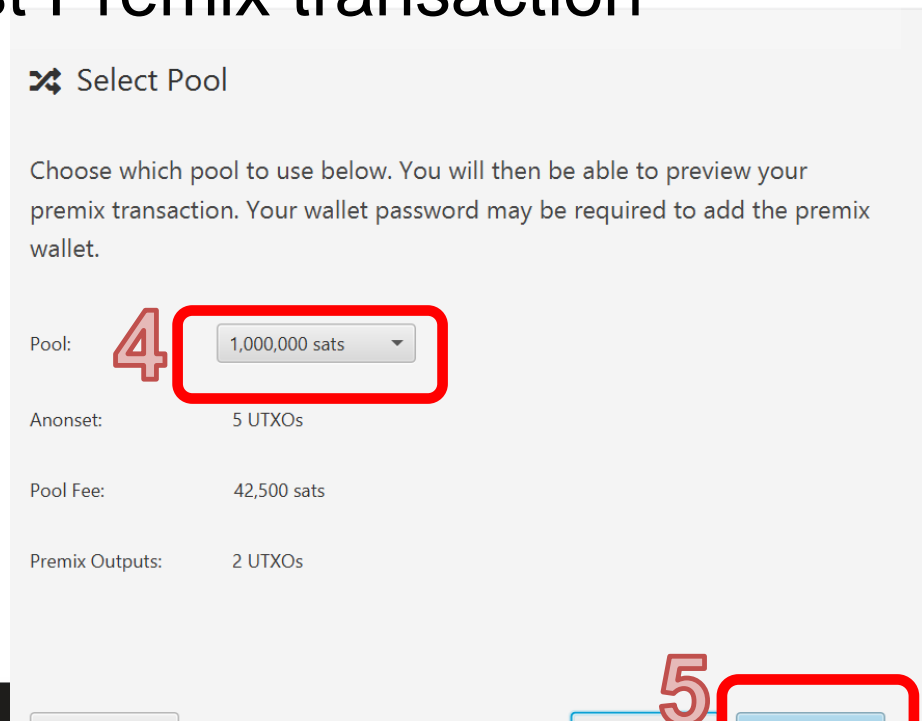 Premix transaction
Select Pool
Choose which pool to use below. You will then be able to preview your
premix transaction. Your wallet password may be required to add the premix
wallet.
Pool: 4 1,000,000 sats
Anonset: 5 UTXOs
Pool Fee: 42,500 sats
Premix Outputs: 2 UTXOs
5